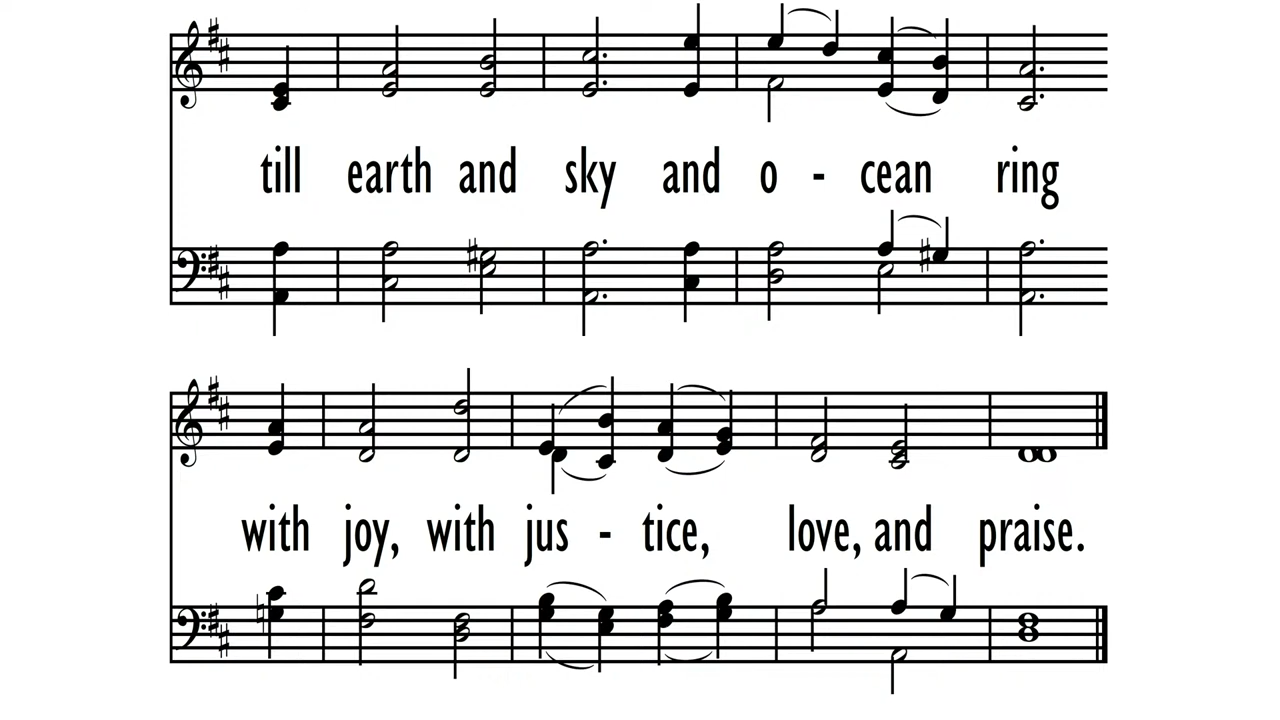 till earth and sky and o - cean ring
with joy, with jus - tice, love, and praise.